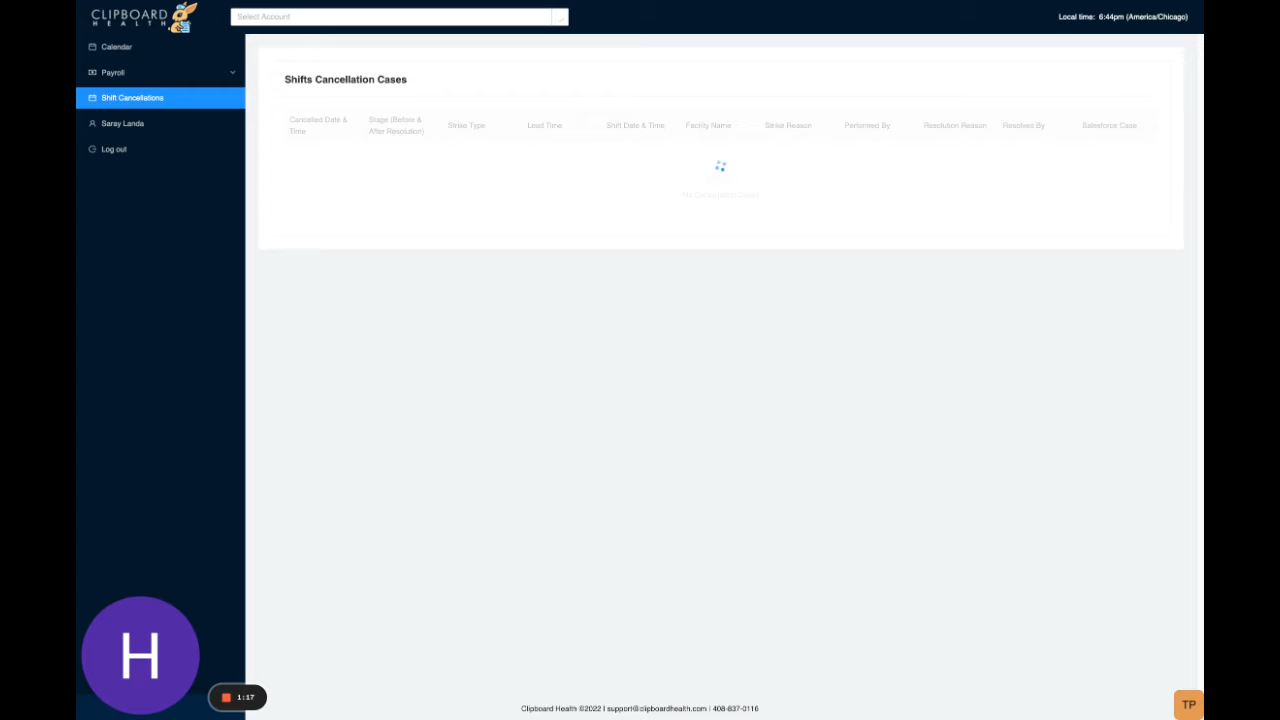 CLIPBOARD
HEALTH
Select Account
Local time: 6:44pm (America/Chicago)
Calendar
Payroll
Shift Cancellations
Saray Landa
Log out
Shifts Cancellation Cases
Cancelled Date &
Time
Stage (Before &
After Resolution)
Strike Type
Lead Time
Shift Date & Time
Facility Name
Strike Reason
Performed By
Resolution Reason
Resolved By
Salesforce Case
No Cancellation Cases
H
1:17
Clipboard Health ©2022 | support@clipboardhealth.com | 408-837-0116
TP